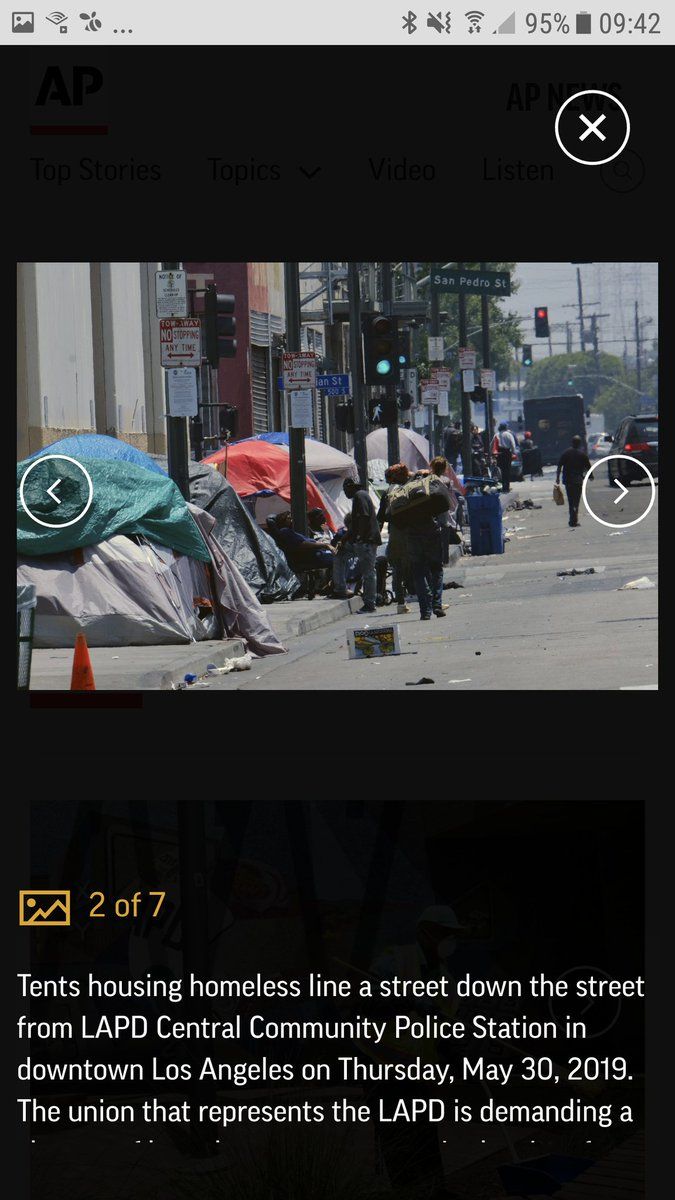 ... 95% 09:42
AP
AP NEWS
Top Stories Topics Video Listen
San Pedro St
NOTICE OF
TOW-AWAY
NO STOPPING
ANY TIME
TOW-AWAY
NO STOPPING
ANY TIME
an St
500 S
2 of 7
Tents housing homeless line a street down the street
from LAPD Central Community Police Station in
downtown Los Angeles on Thursday, May 30, 2019.
The union that represents the LAPD is demanding a